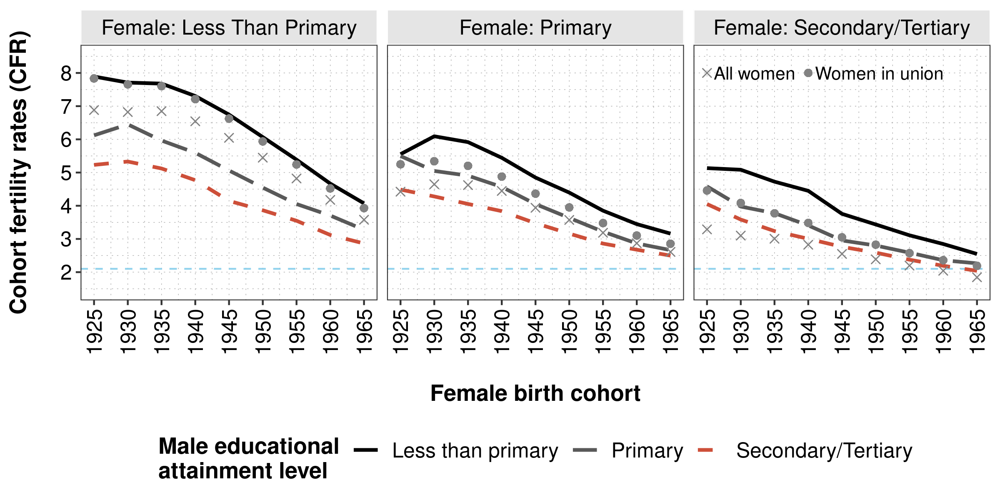 Female: Less Than Primary
Female: Primary
Female: Secondary/Tertiary
Cohort fertility rates (CFR)
8
7
6
5
4
3
2
All women
Women in union
1925 1930 1935 1940 1945 1950 1955 1960 1965
1925 1930 1935 1940 1945 1950 1955 1960 1965
1925 1930 1935 1940 1945 1950 1955 1960 1965
Female birth cohort
Male educational
attainment level
Less than primary
Primary
Secondary/Tertiary